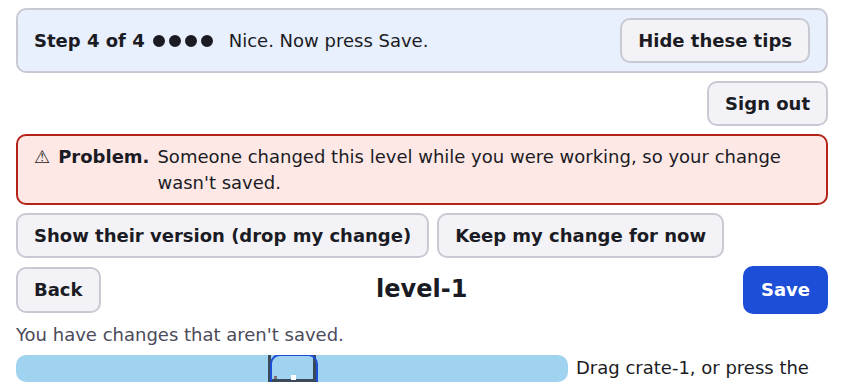 Step 4 of 4 Nice. Now press Save. Hide these tips
Sign out
⚠ Problem. Someone changed this level while you were working, so your change
wasn't saved.
Show their version (drop my change) Keep my change for now
Back level-1 Save
You have changes that aren't saved.
Drag crate-1, or press the